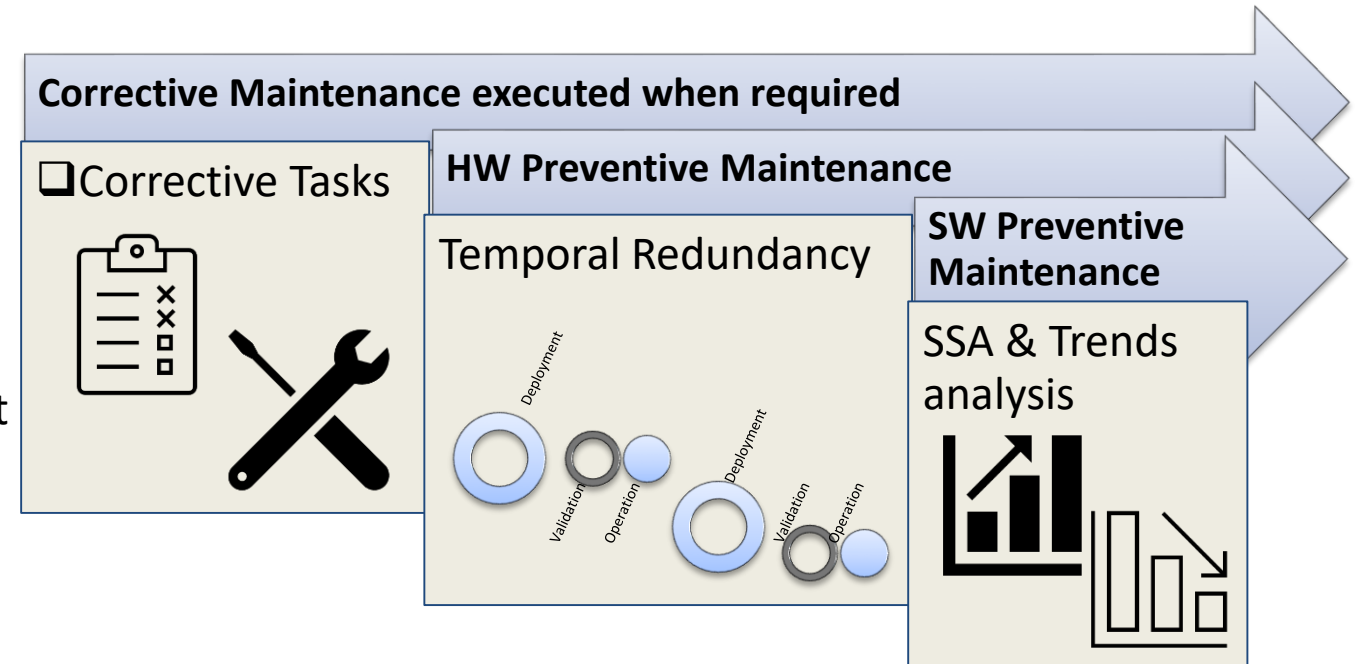 Corrective Maintenance executed when required
❑Corrective Tasks
HW Preventive Maintenance
Temporal Redundancy
Deployment
Validation
Operation
Deployment
Validation
Operation
SW Preventive
Maintenance
SSA & Trends
analysis
t